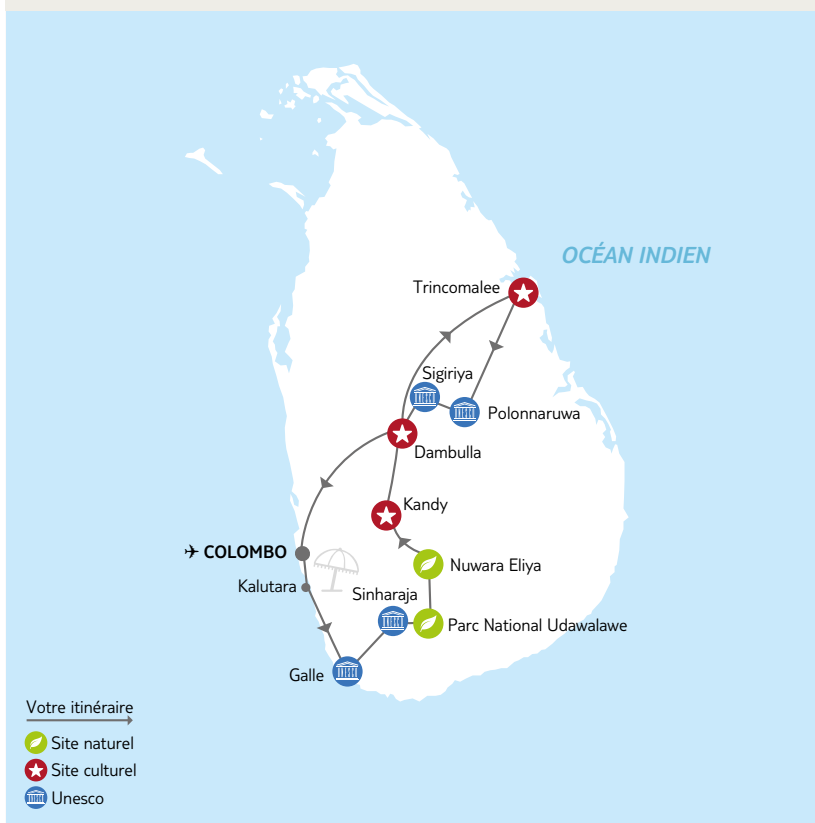 OCÉAN INDIEN
Trincomalee
Sigiriya
Polonnaruwa
Dambulla
Kandy
COLOMBO
Nuwara Eliya
Kalutara
Sinharaja
Parc National Udawalawe
Galle
Votre itinéraire
Site naturel
Site culturel
Unesco